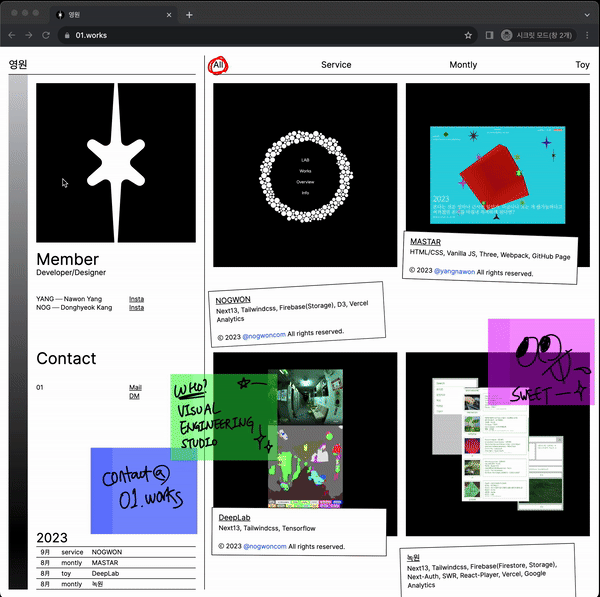 영원
01.works
시크릿 모드(창 2개)
영원
All
Service
Montly
Toy
LAB
Works
Overview
Info
2023
Member
Developer/Designer
YANG — Nawon Yang Insta
NOG — Donghyeok Kang Insta
Contact
01 Mail
DM
MASTAR
HTML/CSS, Vanilla JS, Three, Webpack, GitHub Page
© 2023 @yangnawon All rights reserved.
NOGWON
Next13, Tailwindcss, Firebase(Storage), D3, Vercel
Analytics
© 2023 @nogwoncom All rights reserved.
WHO?
VISUAL
ENGINEERING
STUDIO
SWEET
contact@
01.works
DeepLab
Next13, Tailwindcss, Tensorflow
© 2023 @nogwoncom All rights reserved.
녹원
Next13, Tailwindcss, Firebase(Firestore, Storage),
Next-Auth, SWR, React-Player, Vercel, Google
Analytics
2023
9月 service NOGWON
8月 montly MASTAR
8月 toy DeepLab
8月 montly 녹원